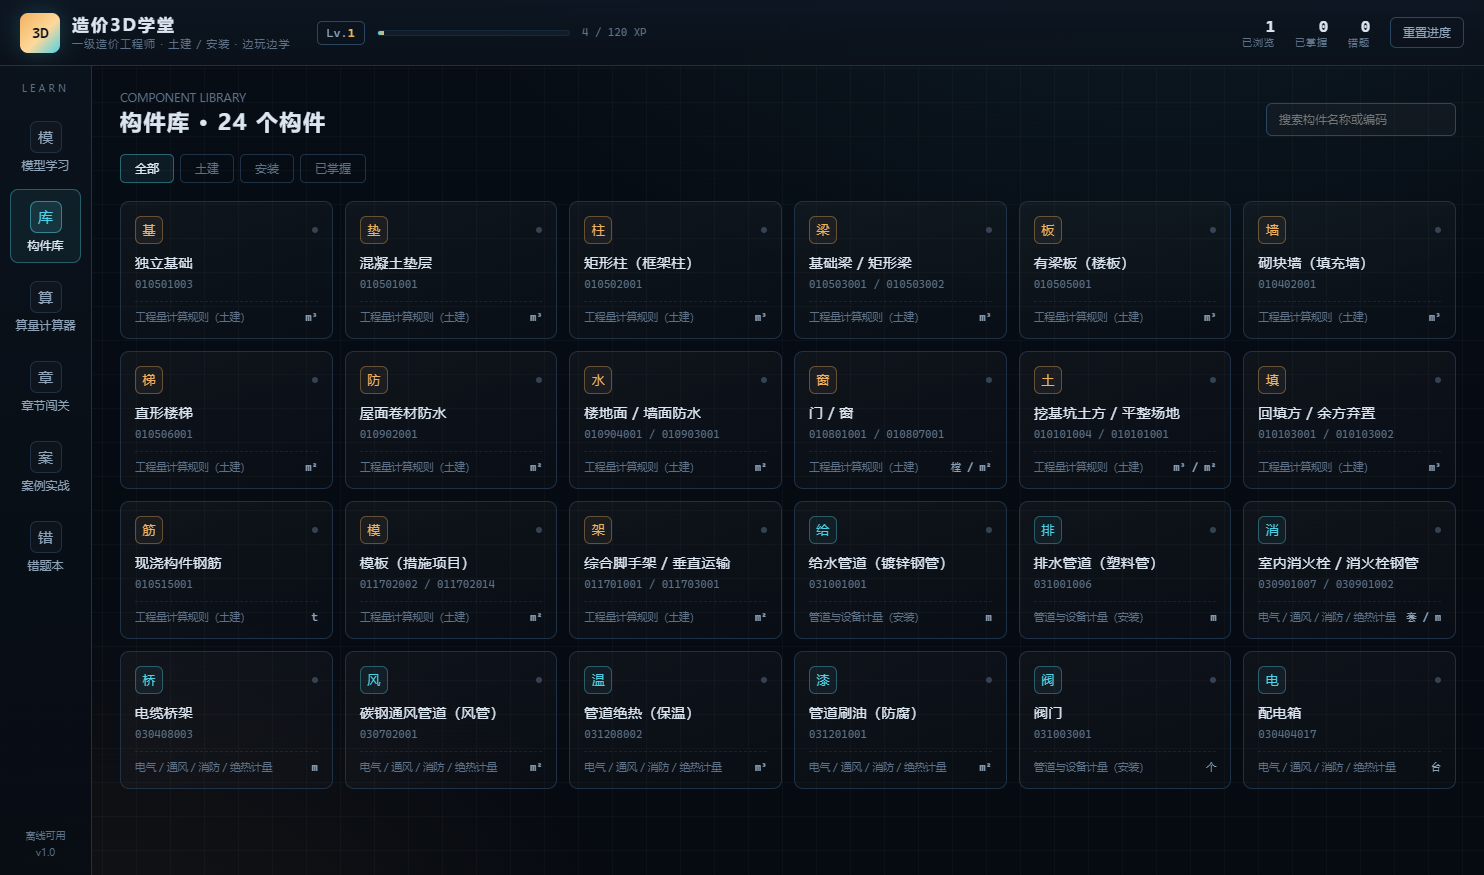 3D
造价3D学堂
一级造价工程师 · 土建 / 安装 · 边玩边学
Lv.1
4 / 120 XP
1
已浏览
0
已掌握
0
错题
重置进度
LEARN
模
模型学习
库
构件库
算
算量计算器
章
章节闯关
案
案例实战
错
错题本
离线可用
v1.0
COMPONENT LIBRARY
构件库 · 24 个构件
搜索构件名称或编码
全部
土建
安装
已掌握
基
独立基础
010501003
工程量计算规则（土建）
m³
垫
混凝土垫层
010501001
工程量计算规则（土建）
m³
柱
矩形柱（框架柱）
010502001
工程量计算规则（土建）
m³
梁
基础梁 / 矩形梁
010503001 / 010503002
工程量计算规则（土建）
m³
板
有梁板（楼板）
010505001
工程量计算规则（土建）
m³
墙
砌块墙（填充墙）
010402001
工程量计算规则（土建）
m³
梯
直形楼梯
010506001
工程量计算规则（土建）
m²
防
屋面卷材防水
010902001
工程量计算规则（土建）
m²
水
楼地面 / 墙面防水
010904001 / 010903001
工程量计算规则（土建）
m²
窗
门 / 窗
010801001 / 010807001
工程量计算规则（土建）
樘 / m²
土
挖基坑土方 / 平整场地
010101004 / 010101001
工程量计算规则（土建）
m³ / m²
填
回填方 / 余方弃置
010103001 / 010103002
工程量计算规则（土建）
m³
筋
现浇构件钢筋
010515001
工程量计算规则（土建）
t
模
模板（措施项目）
011702002 / 011702014
工程量计算规则（土建）
m²
架
综合脚手架 / 垂直运输
011701001 / 011703001
工程量计算规则（土建）
m²
给
给水管道（镀锌钢管）
031001001
管道与设备计量（安装）
m
排
排水管道（塑料管）
031001006
管道与设备计量（安装）
m
消
室内消火栓 / 消火栓钢管
030901007 / 030901002
电气 / 通风 / 消防 / 绝热计量
套 / m
桥
电缆桥架
030408003
电气 / 通风 / 消防 / 绝热计量
m
风
碳钢通风管道（风管）
030702001
电气 / 通风 / 消防 / 绝热计量
m²
温
管道绝热（保温）
031208002
电气 / 通风 / 消防 / 绝热计量
m³
漆
管道刷油（防腐）
031201001
电气 / 通风 / 消防 / 绝热计量
m²
阀
阀门
031003001
管道与设备计量（安装）
个
电
配电箱
030404017
电气 / 通风 / 消防 / 绝热计量
台